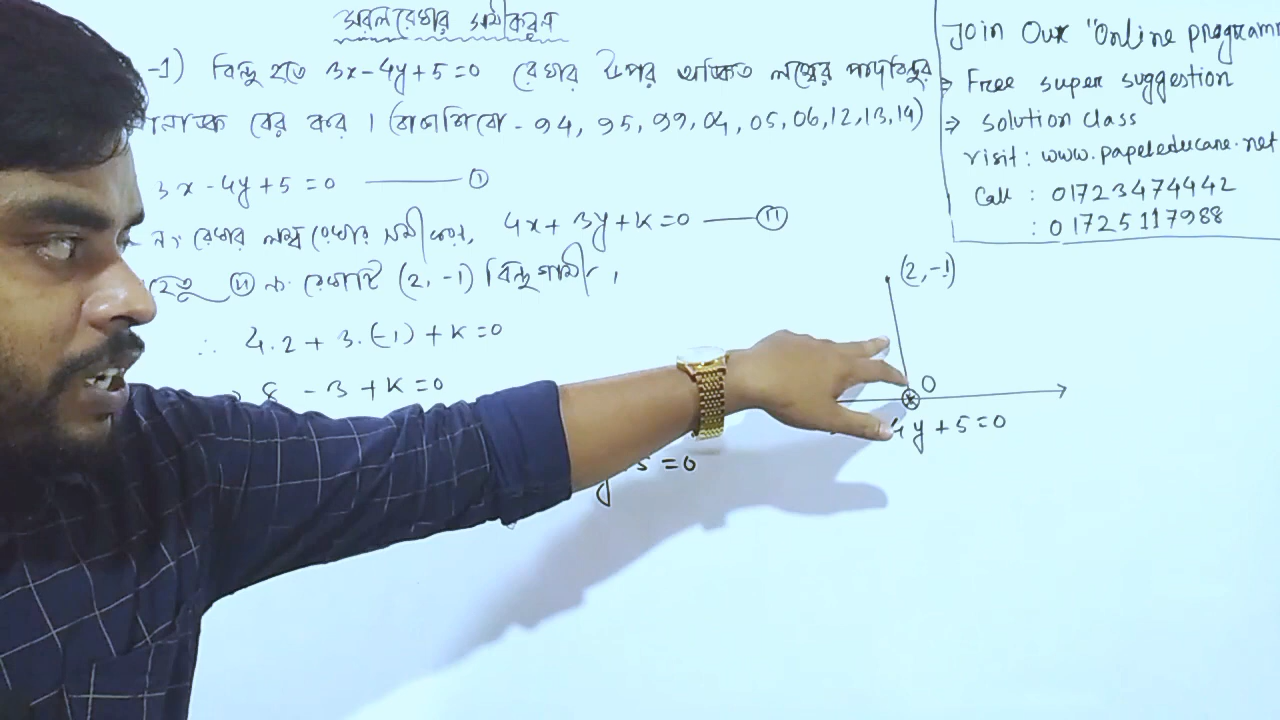 সরলরেখার সমীকরণ
-1) বিন্দু হতে 3x-4y+5=0 রেখার উপর অঙ্কিত লম্বের পাদবিন্দুর
বের কর। (বোর্ড - 94, 95, 99, 04, 05, 06, 12, 13, 14)
3x-4y+5=0 ——— (i)
নং রেখার লম্ব রেখার সমীকরণ, 4x+3y+k=0 —— (ii)
(ii) নং রেখাটি (2, -1) বিন্দুগামী।
∴ 4.2 + 3.(-1) + k=0
8 - 3 + k=0
y 5 =0
Join Our "Online program
⇒ Free super suggestion
⇒ solution class
visit: www.papeleducare.net
Call : 01723474442
: 01725117988
(2, -1)
O
4y+5=0